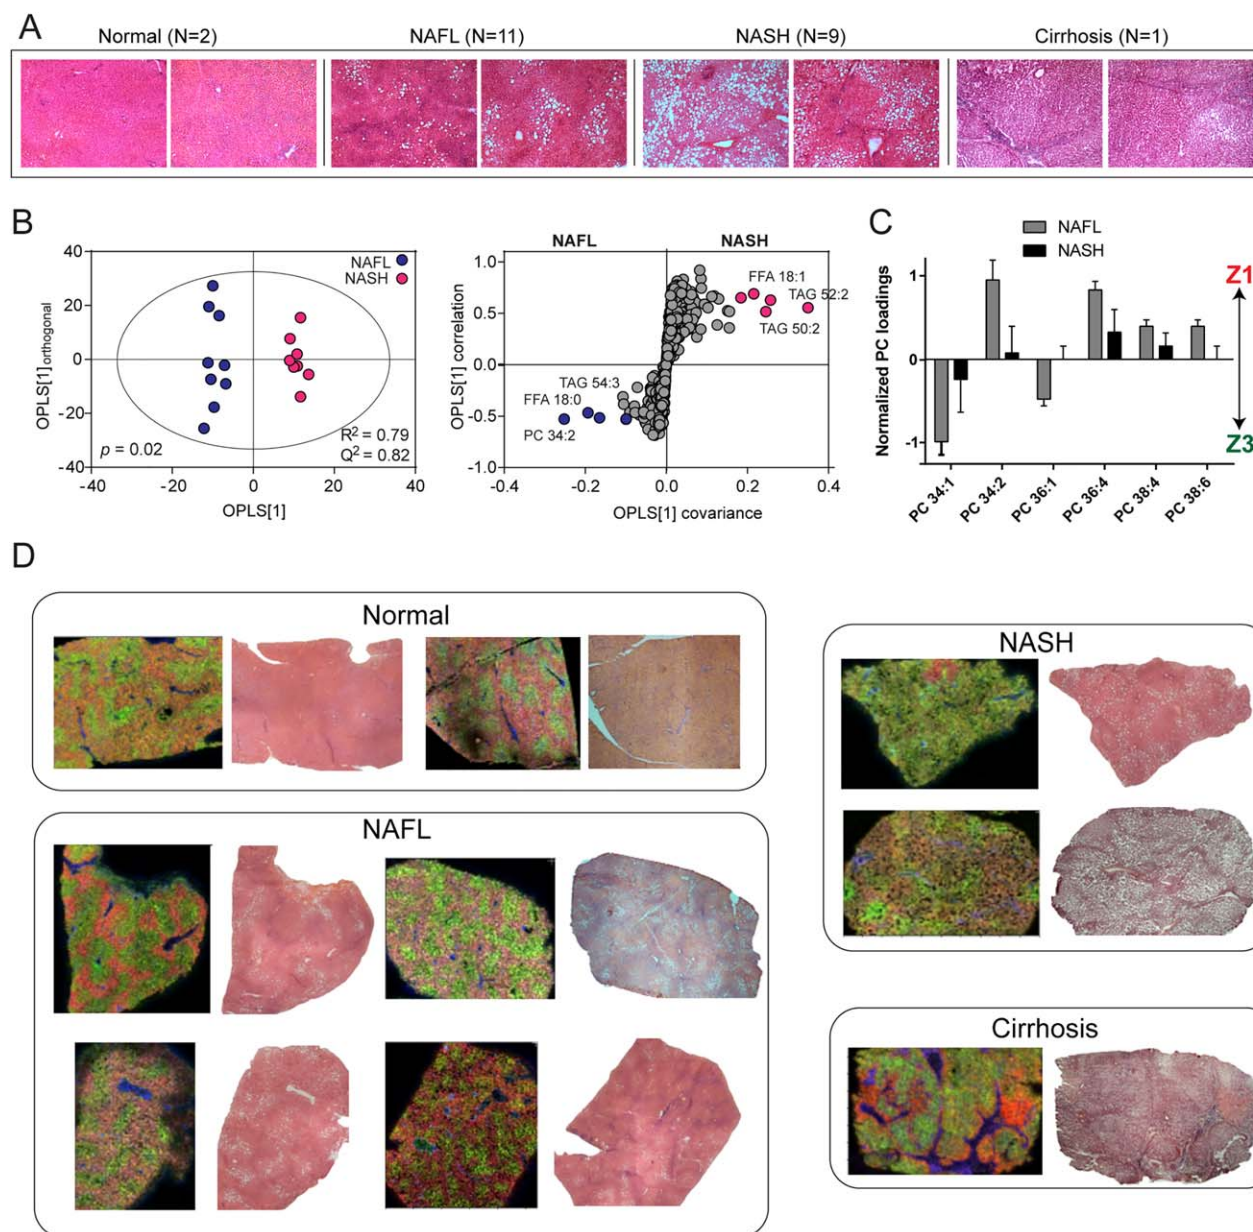 A
Normal (N=2)
NAFL (N=11)
NASH (N=9)
Cirrhosis (N=1)
B
40
20
0
-20
-40
OPLS[1] orthogonal
NAFL
NASH
p = 0.02
R² = 0.79
Q² = 0.82
-40
-20
0
20
40
OPLS[1]
NAFL
NASH
1.0
0.5
0.0
-0.5
-1.0
OPLS[1] correlation
FFA 18:1
TAG 52:2
TAG 50:2
TAG 54:3
FFA 18:0
PC 34:2
-0.4
-0.2
0.0
0.2
0.4
OPLS[1] covariance
C
NAFL
NASH
1
0
-1
Normalized PC loadings
Z1
Z3
PC 34:1
PC 34:2
PC 36:1
PC 36:4
PC 38:4
PC 38:6
D
Normal
NAFL
NASH
Cirrhosis